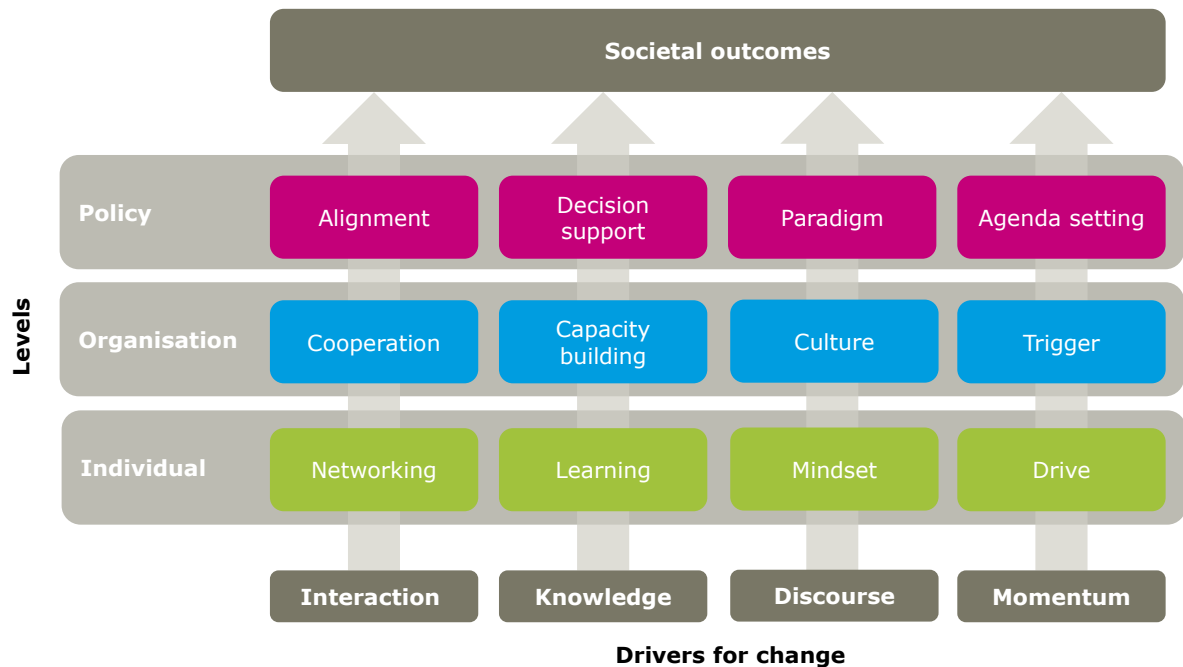 Societal outcomes
Levels
Policy
Alignment
Decision
support
Paradigm
Agenda setting
Organisation
Cooperation
Capacity
building
Culture
Trigger
Individual
Networking
Learning
Mindset
Drive
Interaction
Knowledge
Discourse
Momentum
Drivers for change